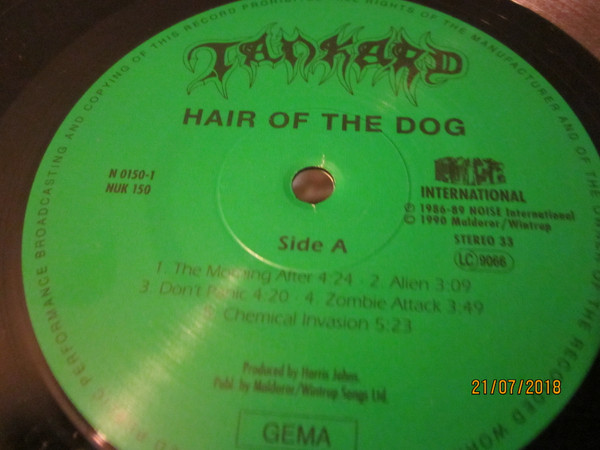 PERFORMANCE BROADCASTING AND COPYING OF THIS RECORD PROHIBITED
RIGHTS OF THE MANUFACTURER AND OF THE
OF THE RECORDED WORK
TANKARD
HAIR OF THE DOG
N 0150-1
NUK 150
NOISE
INTERNATIONAL
℗ 1986-89 NOISE International
© 1990 Malderer/Wintrup
STEREO 33
LC 9066
Side A
1. The Morning After 4:24 · 2. Alien 3:09
3. Don't Panic 4:20 · 4. Zombie Attack 3:49
5. Chemical Invasion 5:23
Produced by Harris Johns.
Publ. by Malderer/Wintrup Songs Ltd.
GEMA
21/07/2018